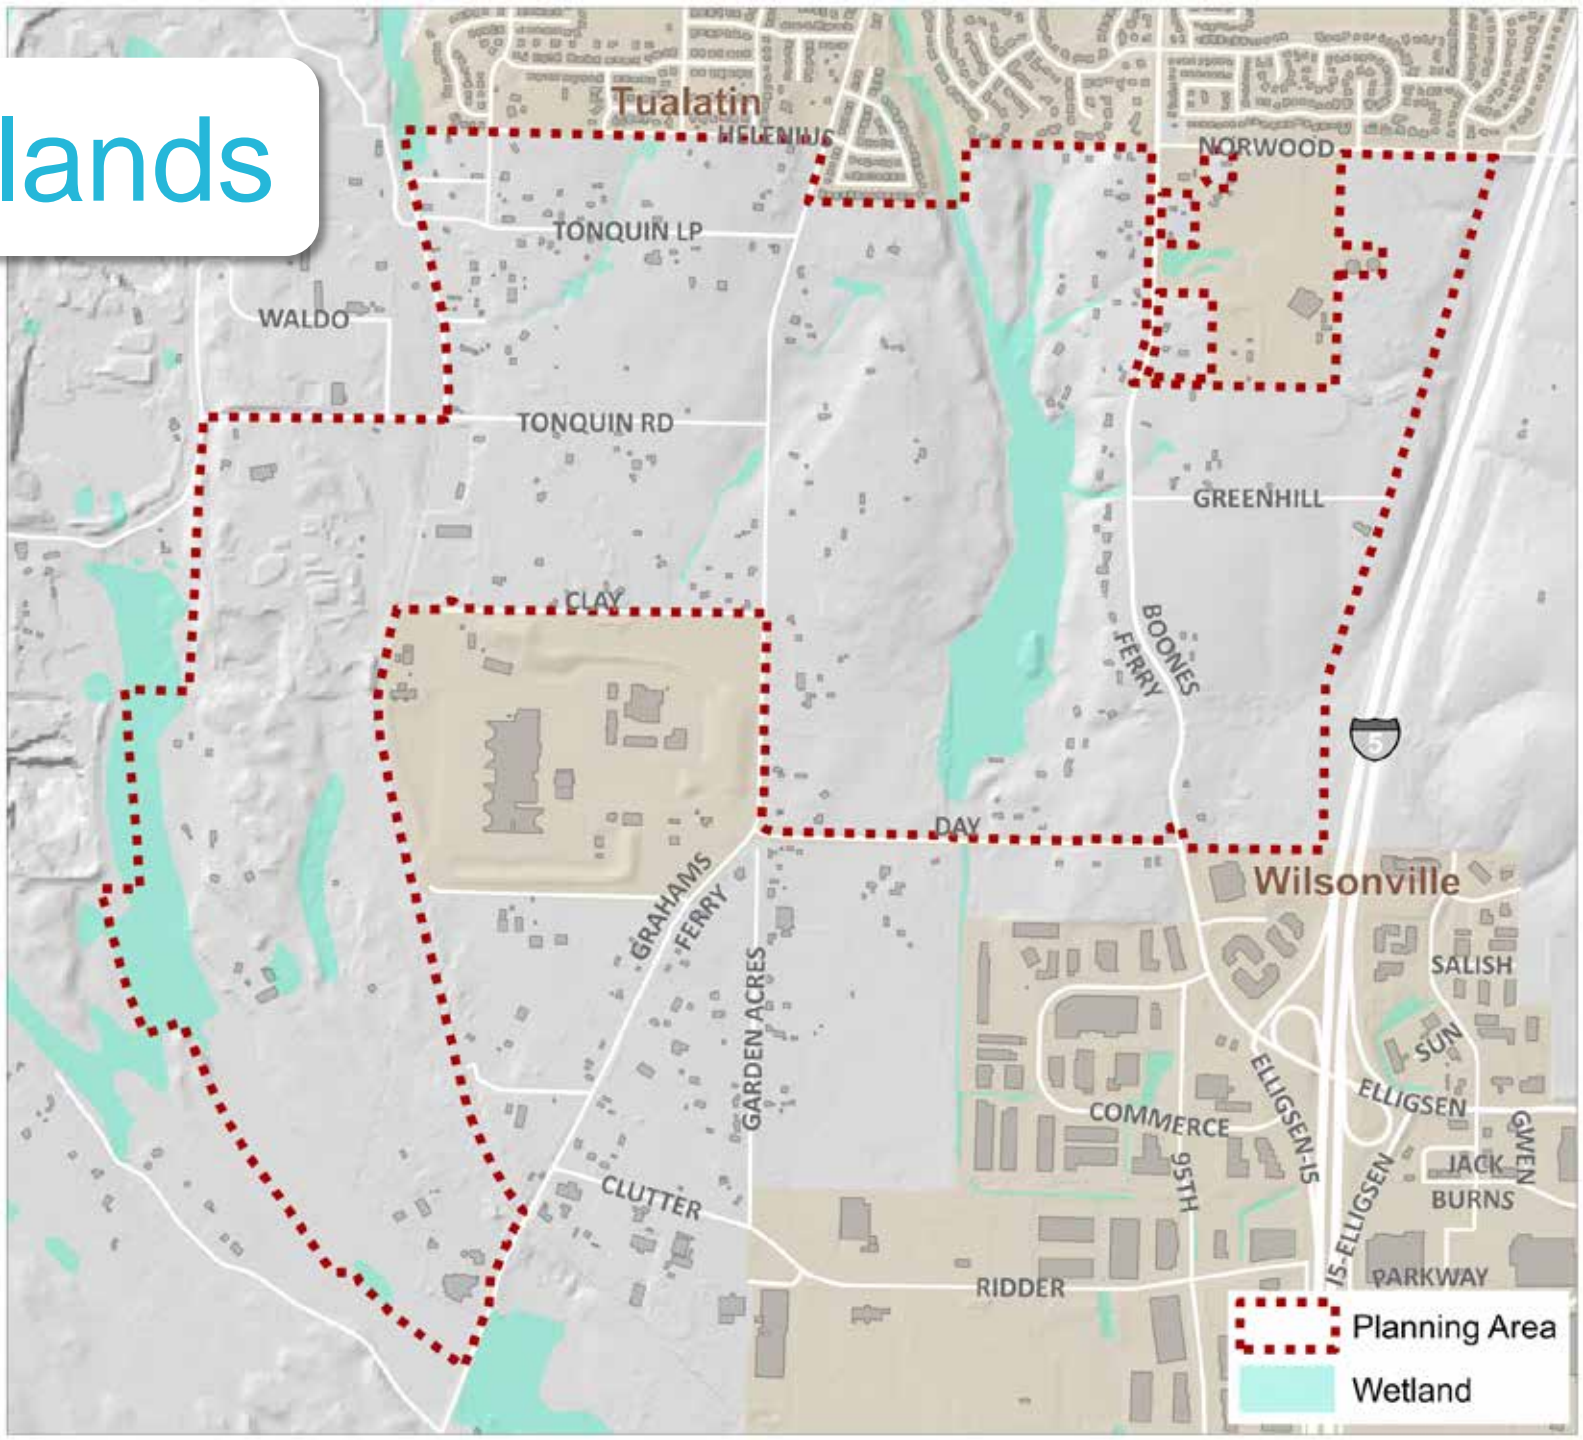 lands
Tualatin
HELENIUS
NORWOOD
TONQUIN LP
WALDO
TONQUIN RD
GREENHILL
CLAY
BOONES
FERRY
5
DAY
Wilsonville
GRAHAMS
FERRY
GARDEN ACRES
SALISH
SUN
ELLIGSEN
ELLIGSEN-I5
COMMERCE
GWEN
JACK
BURNS
95TH
CLUTTER
I5-ELLIGSEN
RIDDER
PARKWAY
Planning Area
Wetland